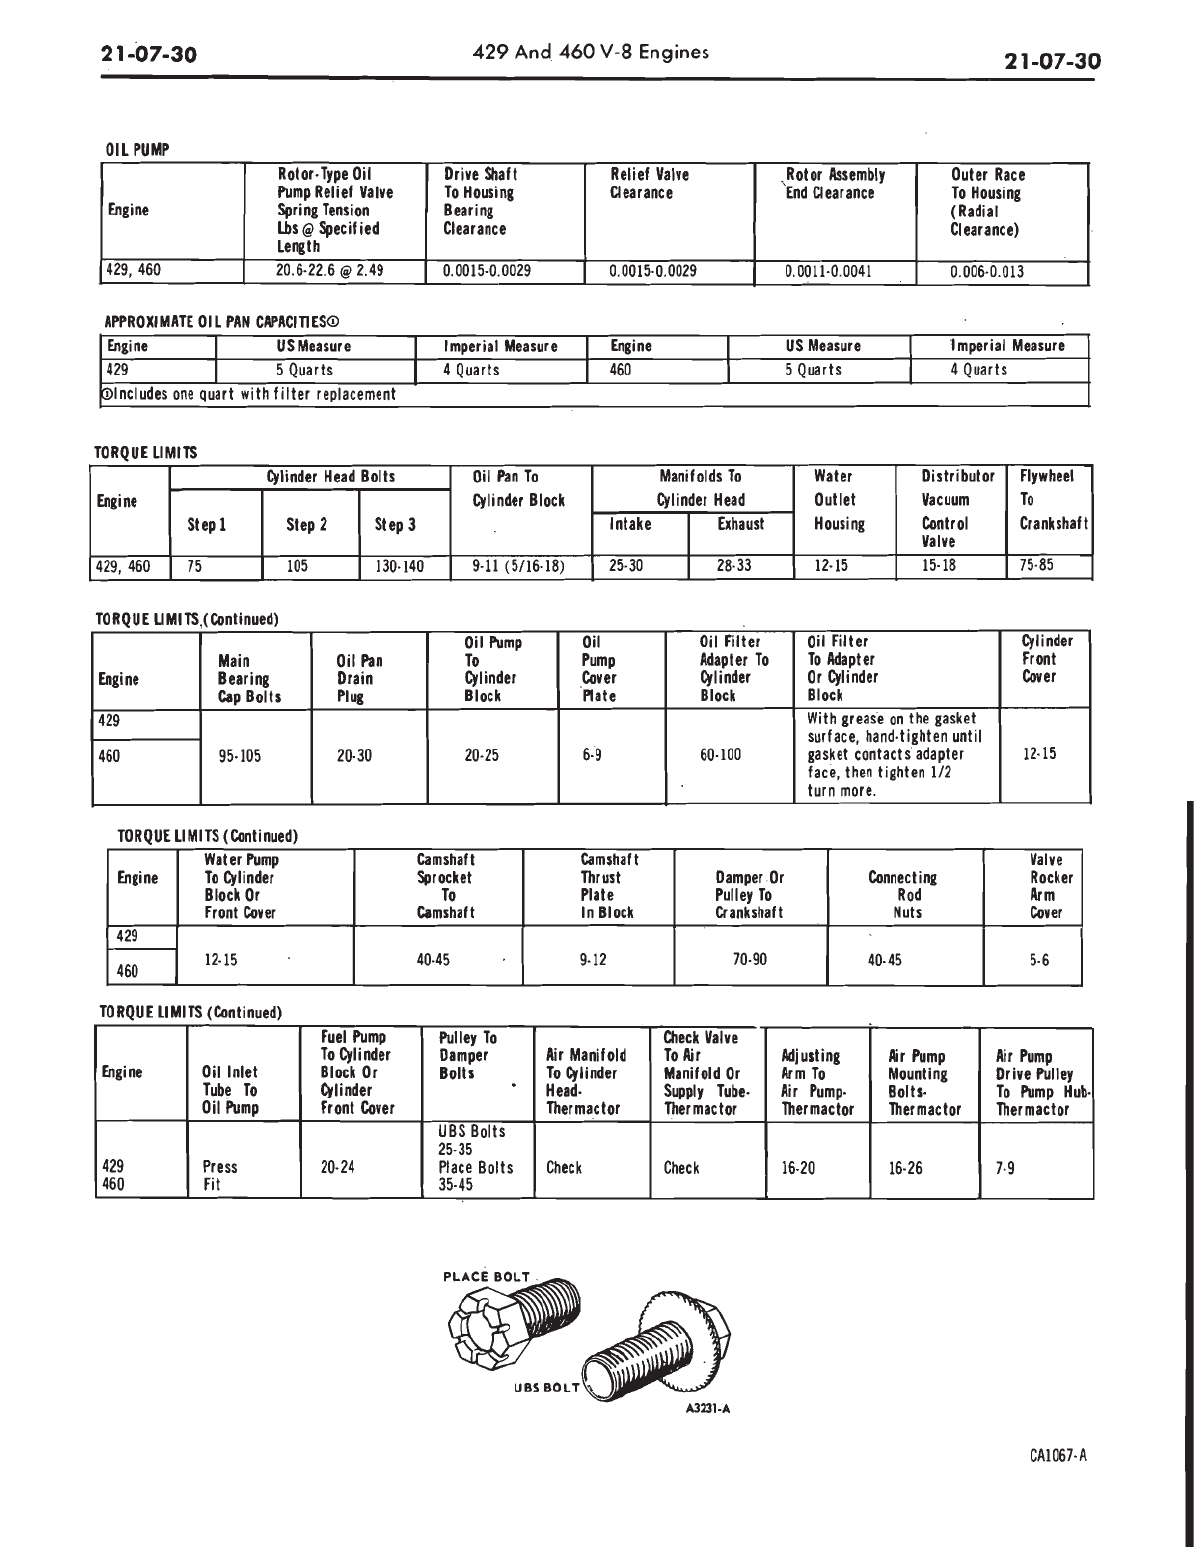 21-07-30 429 And 460 V-8 Engines 21-07-30
OIL PUMP
Engine | Rotor-Type Oil Pump Relief Valve Spring Tension Lbs @ Specified Length | Drive Shaft To Housing Bearing Clearance | Relief Valve Clearance | Rotor Assembly End Clearance | Outer Race To Housing (Radial Clearance)
429, 460 | 20.6-22.6 @ 2.49 | 0.0015-0.0029 | 0.0015-0.0029 | 0.0011-0.0041 | 0.006-0.013
APPROXIMATE OIL PAN CAPACITIES①
Engine | US Measure | Imperial Measure | Engine | US Measure | Imperial Measure
429 | 5 Quarts | 4 Quarts | 460 | 5 Quarts | 4 Quarts
①Includes one quart with filter replacement
TORQUE LIMITS
Engine | Cylinder Head Bolts | Oil Pan To Cylinder Block | Manifolds To Cylinder Head | Water Outlet Housing | Distributor Vacuum Control Valve | Flywheel To Crankshaft
Step 1 | Step 2 | Step 3 | Intake | Exhaust
429, 460 | 75 | 105 | 130-140 | 9-11 (5/16-18) | 25-30 | 28-33 | 12-15 | 15-18 | 75-85
TORQUE LIMITS (Continued)
Engine | Main Bearing Cap Bolts | Oil Pan Drain Plug | Oil Pump To Cylinder Block | Oil Pump Cover Plate | Oil Filter Adapter To Cylinder Block | Oil Filter To Adapter Or Cylinder Block | Cylinder Front Cover
429
460 | 95-105 | 20-30 | 20-25 | 6-9 | 60-100 | With grease on the gasket surface, hand-tighten until gasket contacts adapter face, then tighten 1/2 turn more. | 12-15
TORQUE LIMITS (Continued)
Engine | Water Pump To Cylinder Block Or Front Cover | Camshaft Sprocket To Camshaft | Camshaft Thrust Plate In Block | Damper Or Pulley To Crankshaft | Connecting Rod Nuts | Valve Rocker Arm Cover
429
460 | 12-15 | 40-45 | 9-12 | 70-90 | 40-45 | 5-6
TORQUE LIMITS (Continued)
Engine | Oil Inlet Tube To Oil Pump | Fuel Pump To Cylinder Block Or Cylinder Front Cover | Pulley To Damper Bolts | Air Manifold To Cylinder Head-Thermactor | Check Valve To Air Manifold Or Supply Tube-Thermactor | Adjusting Arm To Air Pump-Thermactor | Air Pump Mounting Bolts-Thermactor | Air Pump Drive Pulley To Pump Hub-Thermactor
429 460 | Press Fit | 20-24 | UBS Bolts 25-35 Place Bolts 35-45 | Check | Check | 16-20 | 16-26 | 7-9
PLACE BOLT
UBS BOLT
A3231-A
CA1067-A